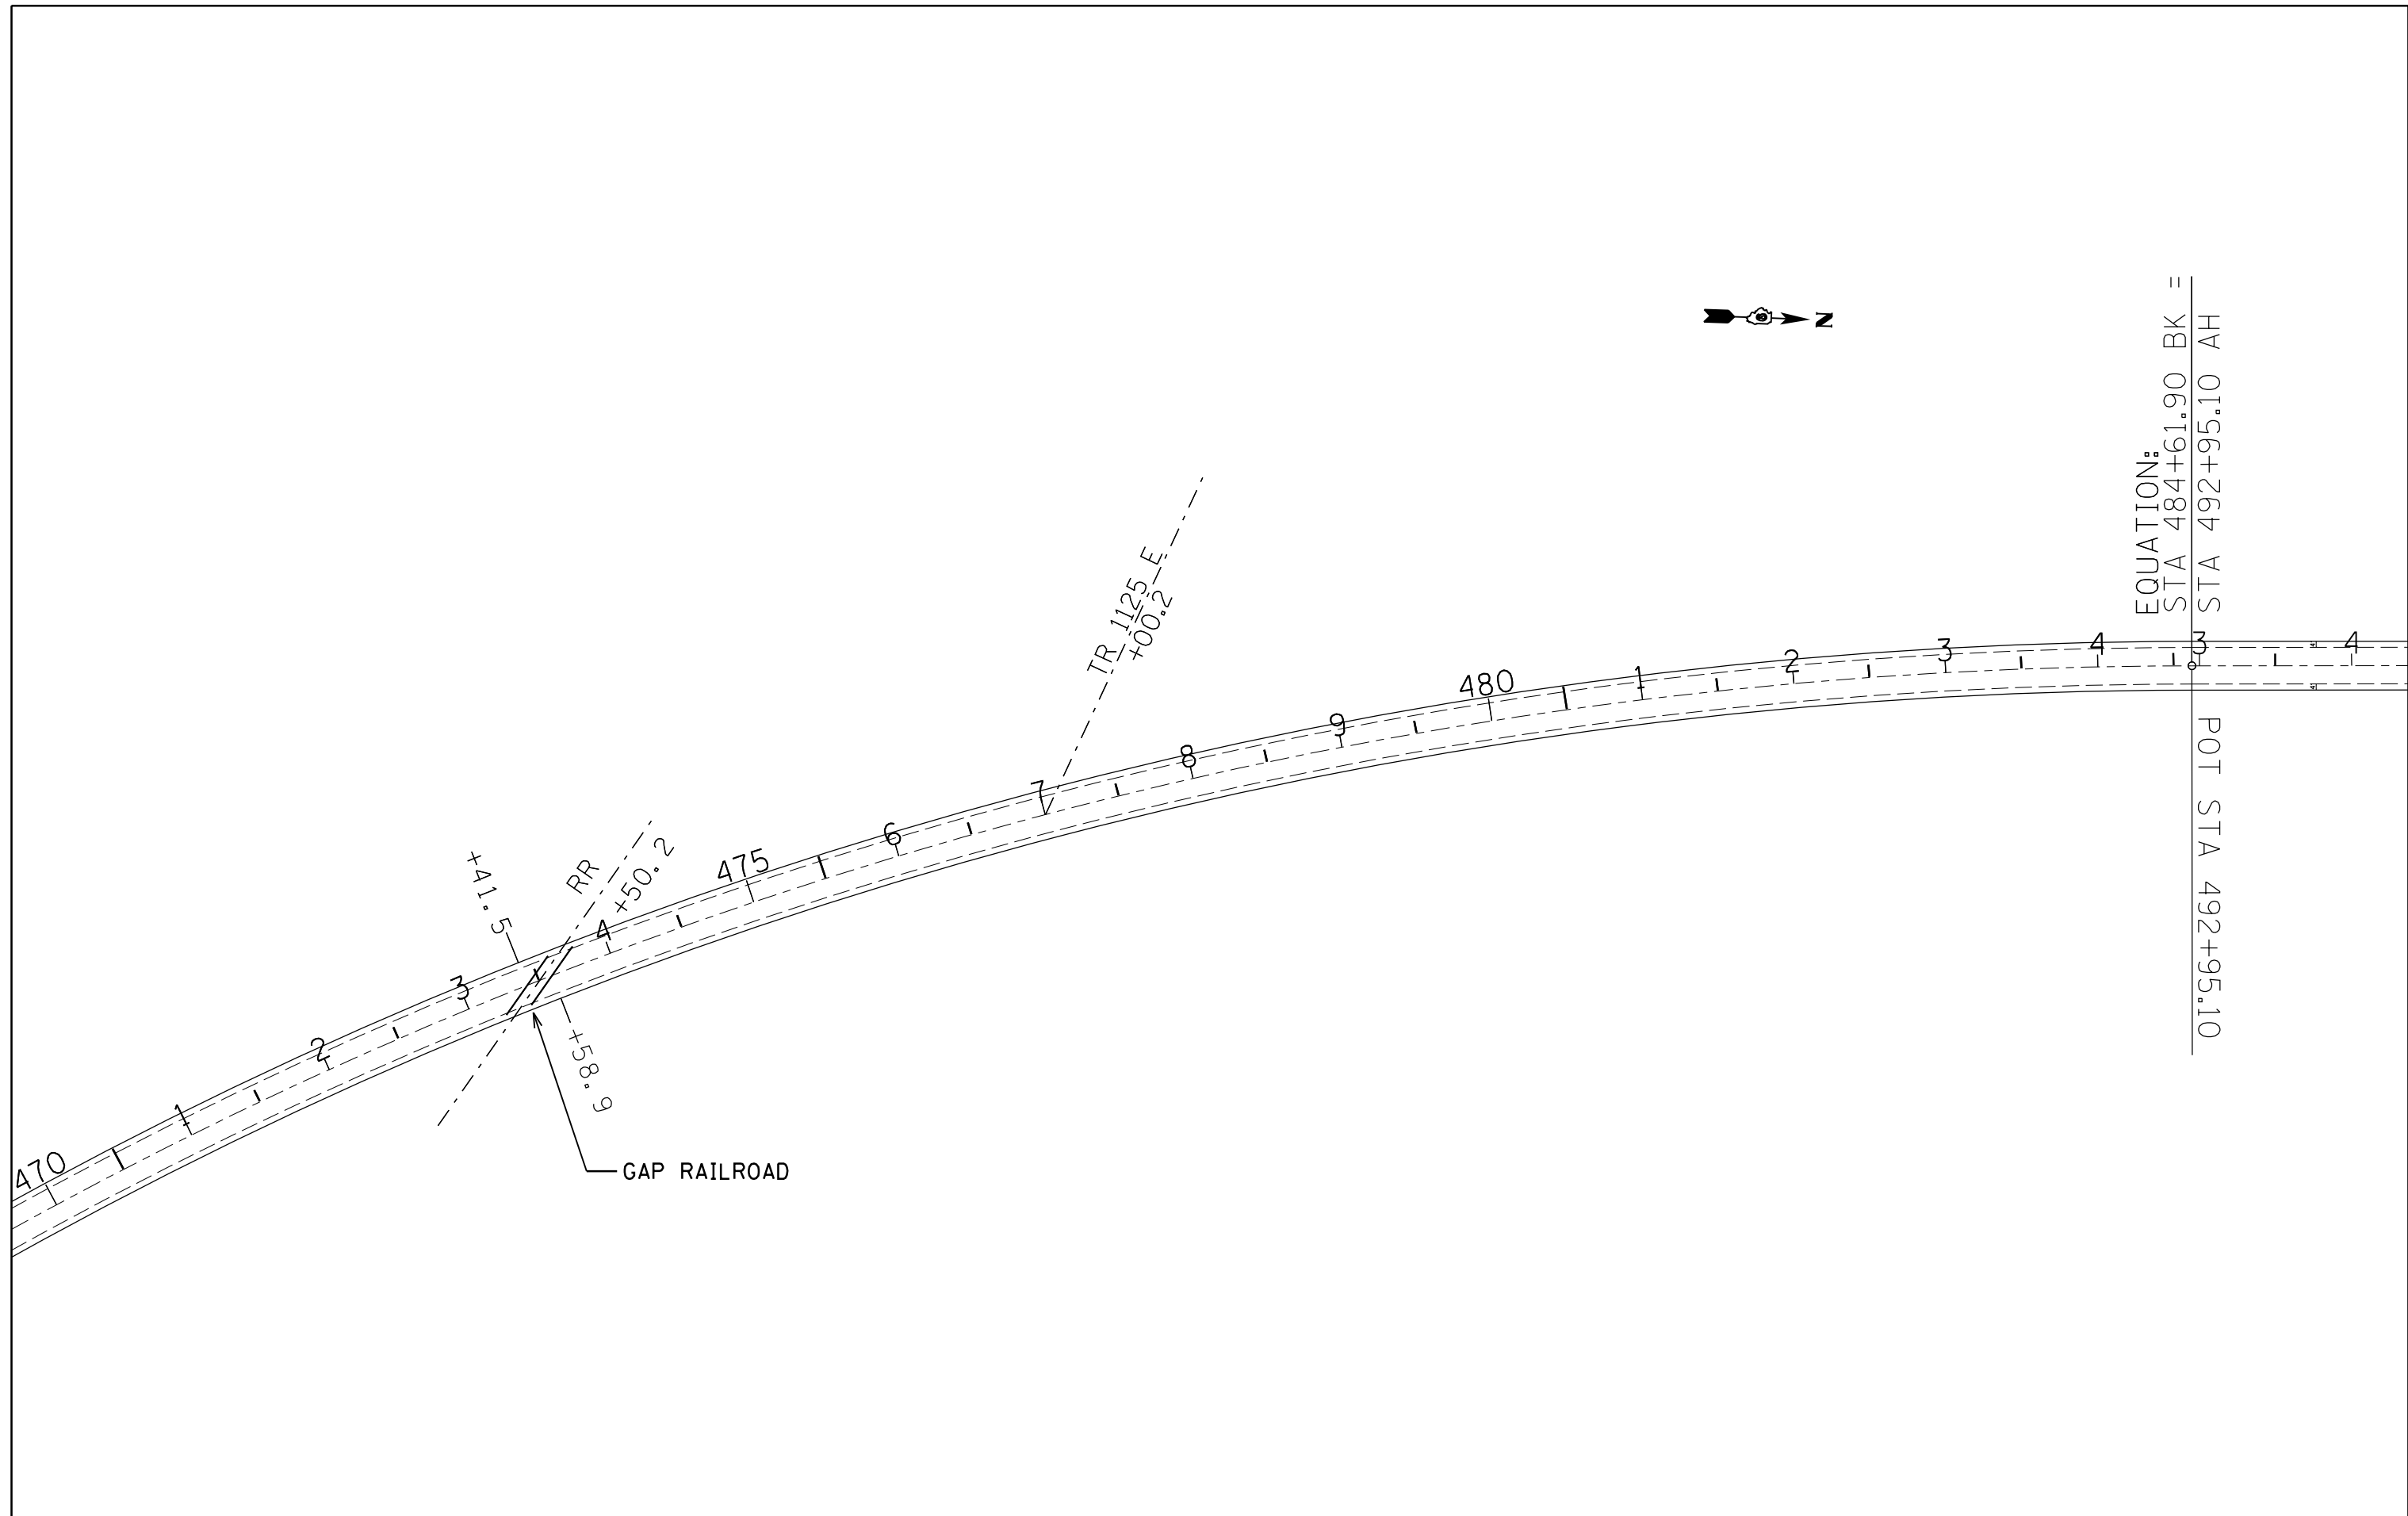 N
EQUATION:
STA 484+61.90 BK =
STA 492+95.10 AH
POT STA 492+95.10
TR 1125 E
+00.2
RR
+50.2
+41.5
+58.9
GAP RAILROAD
470
1
2
3
4
475
6
7
8
9
480
1
2
3
4
3
4